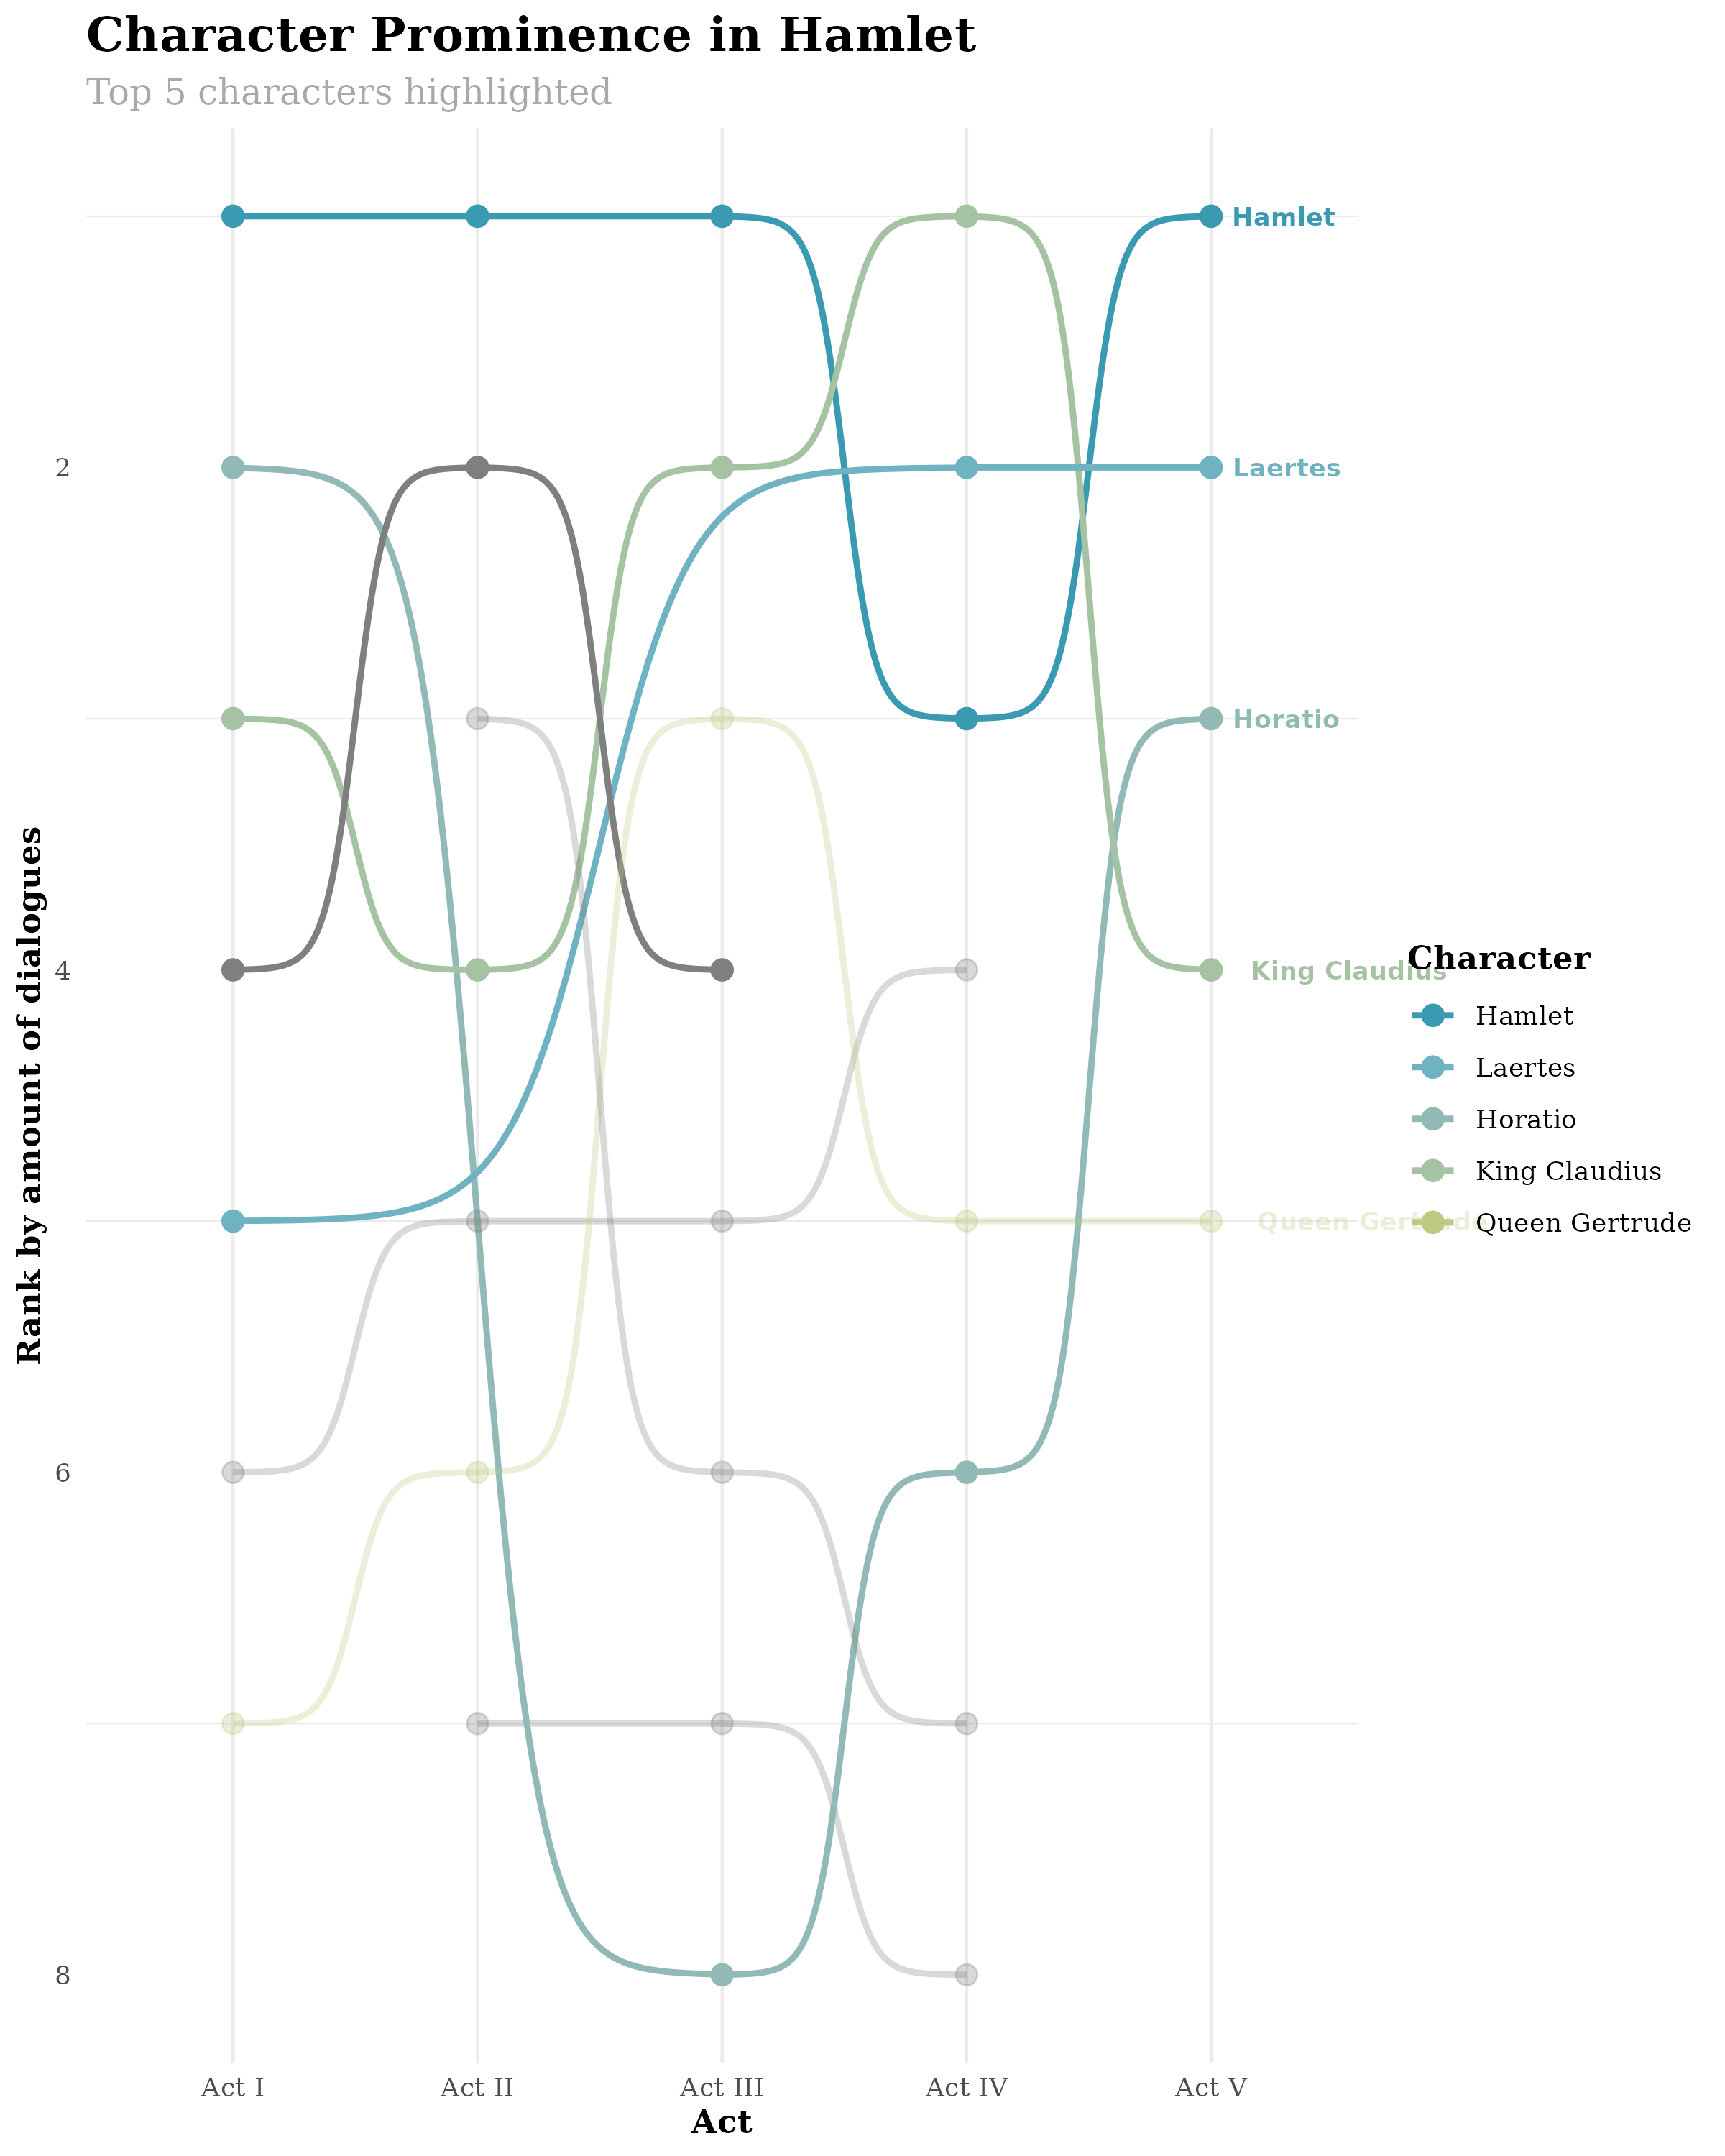 Character Prominence in Hamlet
Top 5 characters highlighted
Rank by amount of dialogues
2
4
6
8
Hamlet
Laertes
Horatio
King Claudius
Queen Gertrude
Character
Hamlet
Laertes
Horatio
King Claudius
Queen Gertrude
Act I
Act II
Act III
Act IV
Act V
Act